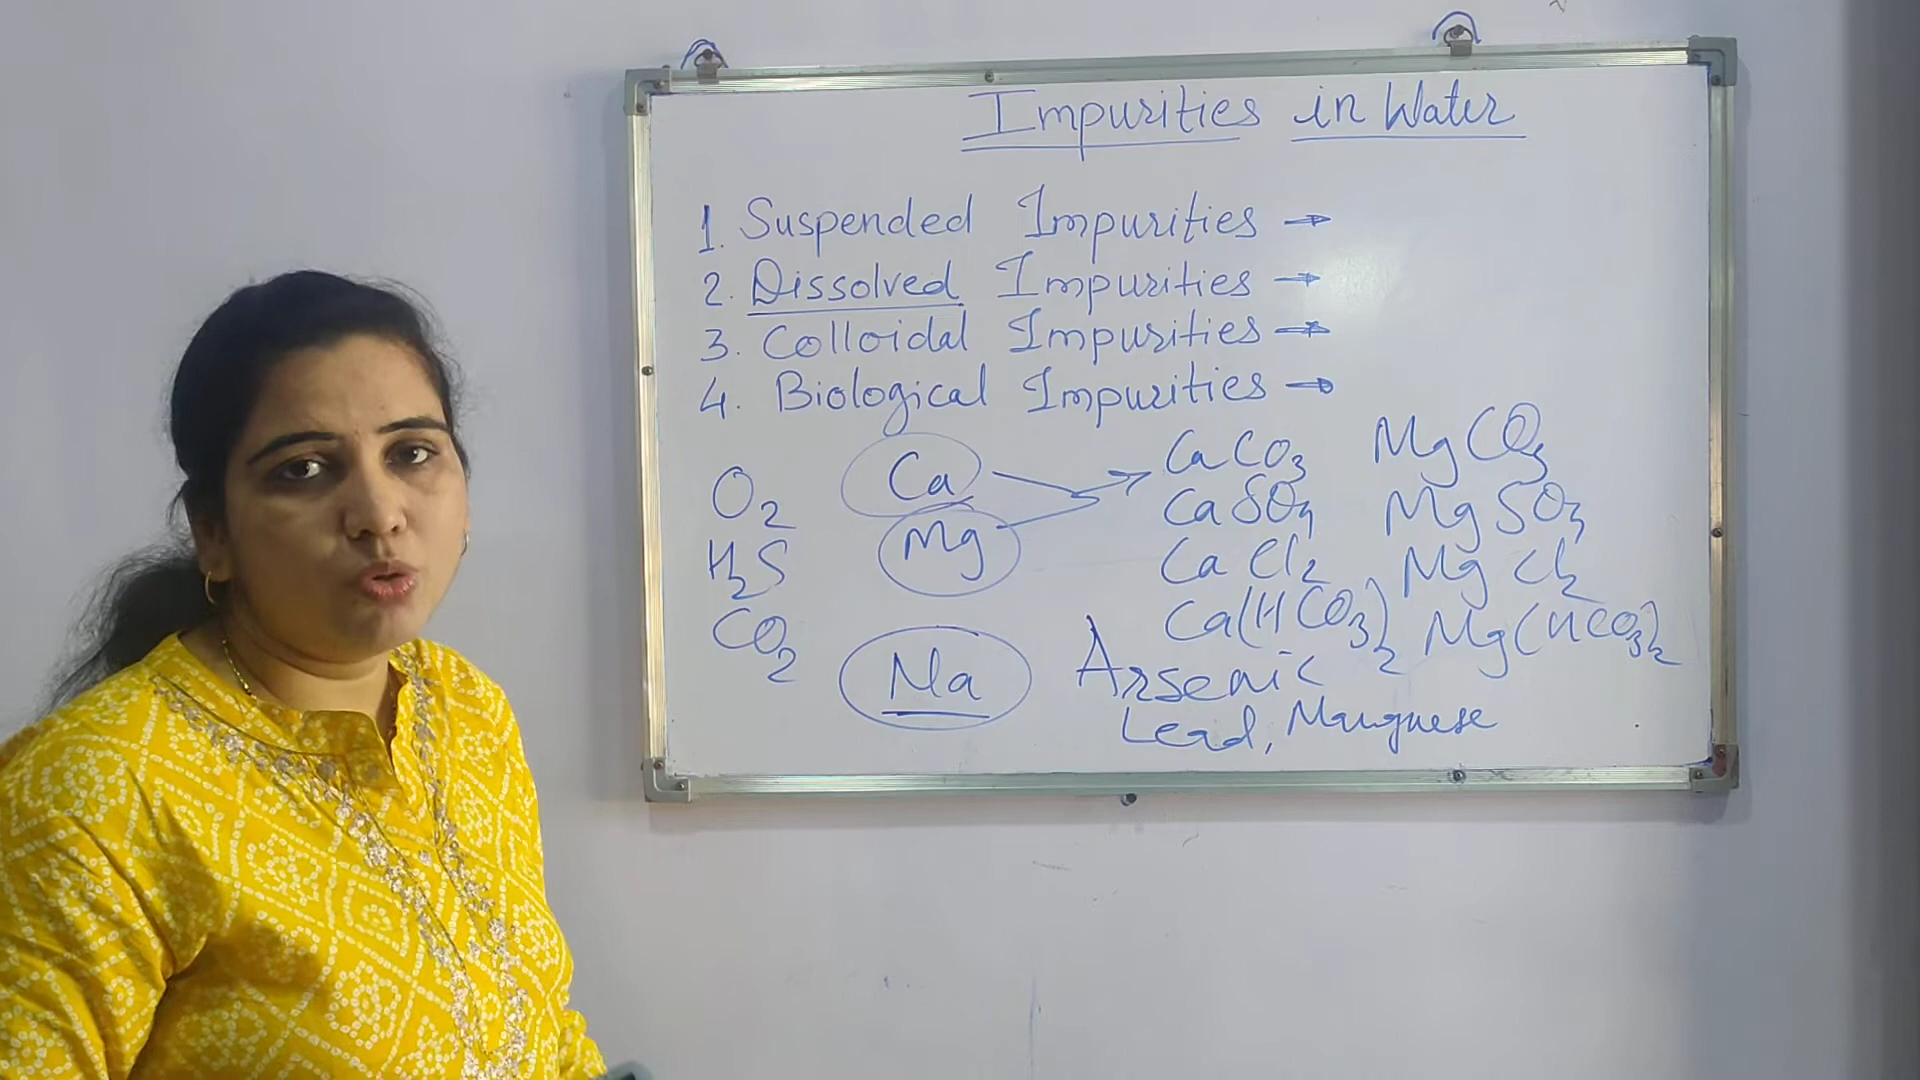 Impurities in Water
1. Suspended Impurities →
2. Dissolved Impurities →
3. Colloidal Impurities →
4. Biological Impurities →
O2
H2S
CO2
Ca
Mg
Na
CaCO3 MgCO3
CaSO4 MgSO4
CaCl2 MgCl2
Ca(HCO3)2 Mg(HCO3)2
Arsenic
Lead, Manguese